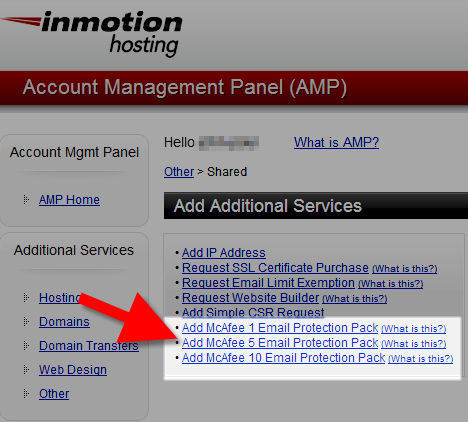 inmotion
hosting
Account Management Panel (AMP)
Account Mgmt Panel
AMP Home
Additional Services
Hosting
Domains
Domain Transfers
Web Design
Other
Hello What is AMP?
Other > Shared
Add Additional Services
• Add IP Address
• Request SSL Certificate Purchase (What is this?)
• Request Email Limit Exemption (What is this?)
• Request Website Builder (What is this?)
• Add Simple CSR Request
• Add McAfee 1 Email Protection Pack (What is this?)
• Add McAfee 5 Email Protection Pack (What is this?)
• Add McAfee 10 Email Protection Pack (What is this?)